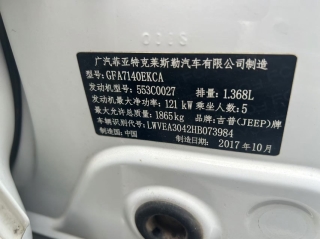 广汽菲亚特克莱斯勒汽车有限公司制造
型号:GFA7140EKCA
发动机型号:553C0027 排量:1.368L
发动机最大净功率:121 kW 乘坐人数:5
最大允许总质量:1865kg 品牌:吉普(JEEP)牌
车辆识别代号:LWVEA3042HB073984
制造国:中国 制造日期:2017年10月